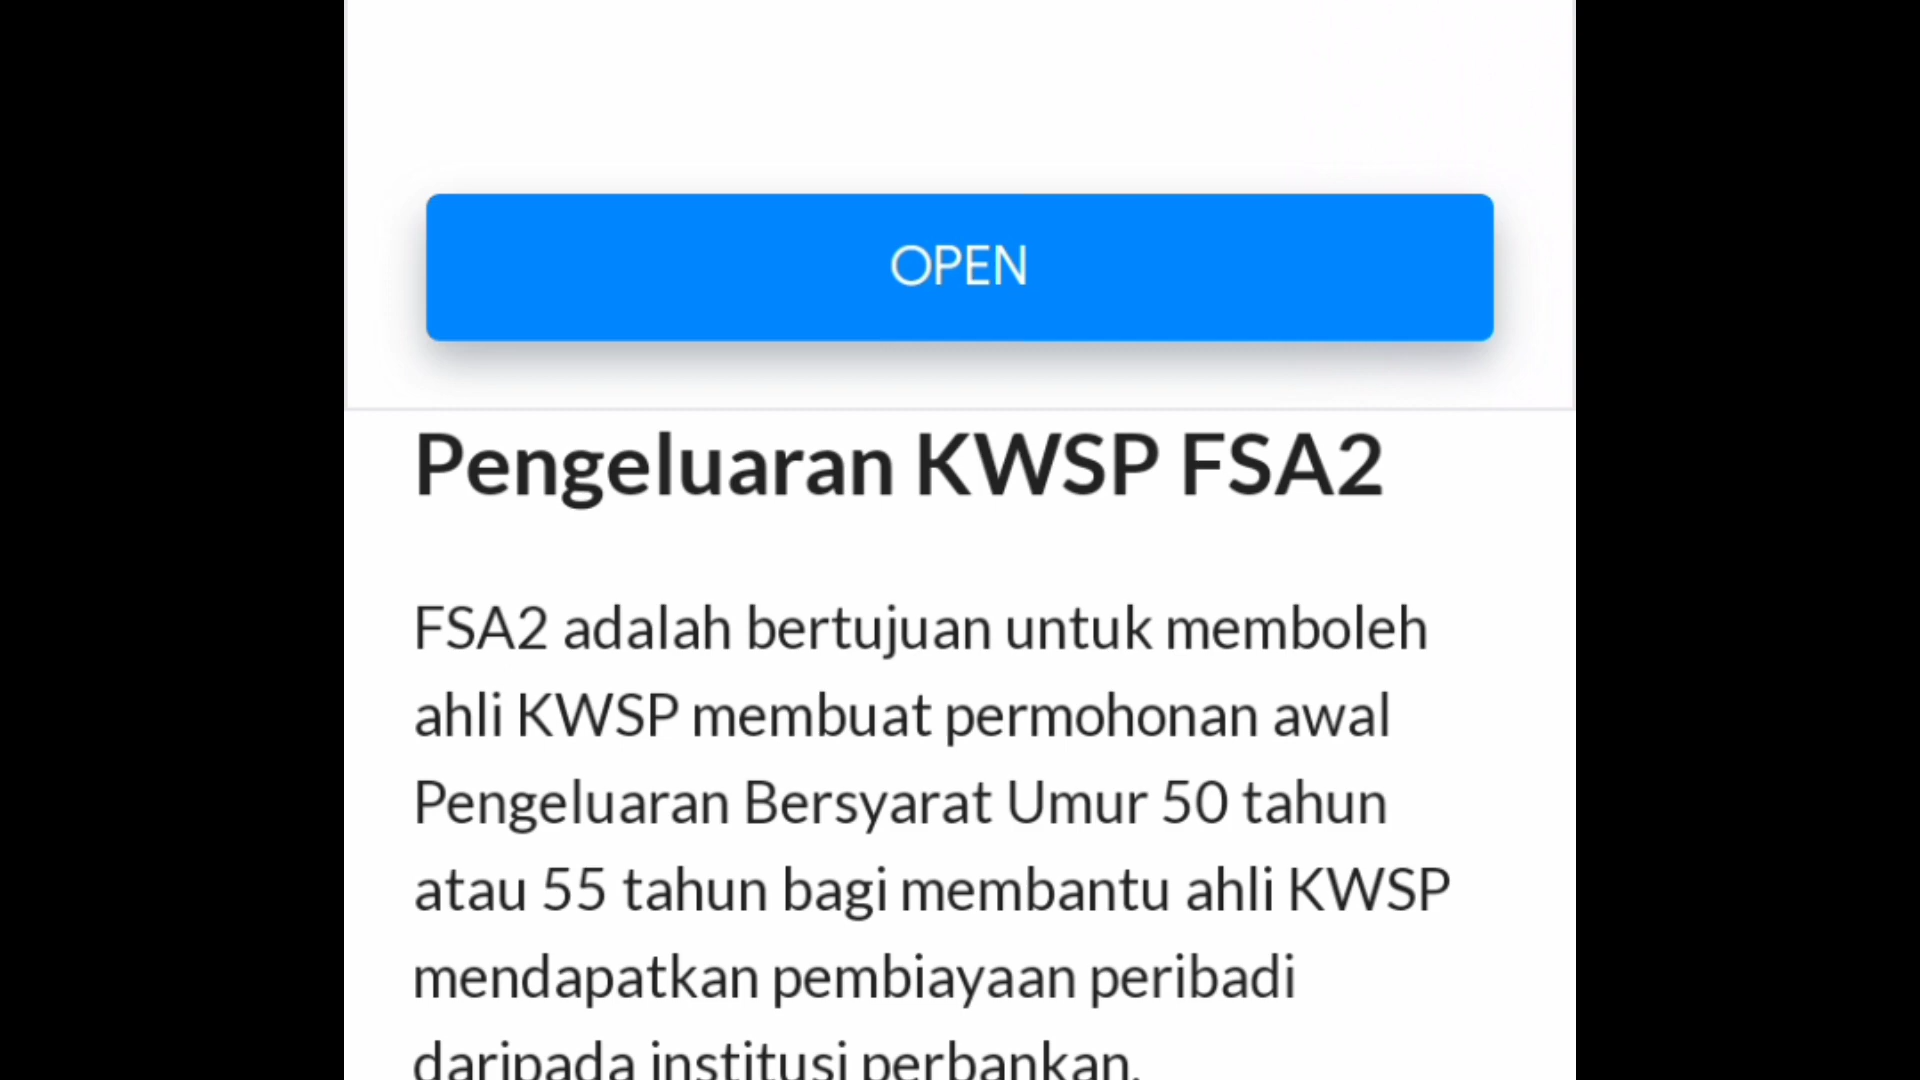 OPEN
Pengeluaran KWSP FSA2
FSA2 adalah bertujuan untuk memboleh
ahli KWSP membuat permohonan awal
Pengeluaran Bersyarat Umur 50 tahun
atau 55 tahun bagi membantu ahli KWSP
mendapatkan pembiayaan peribadi
daripada institusi perbankan.